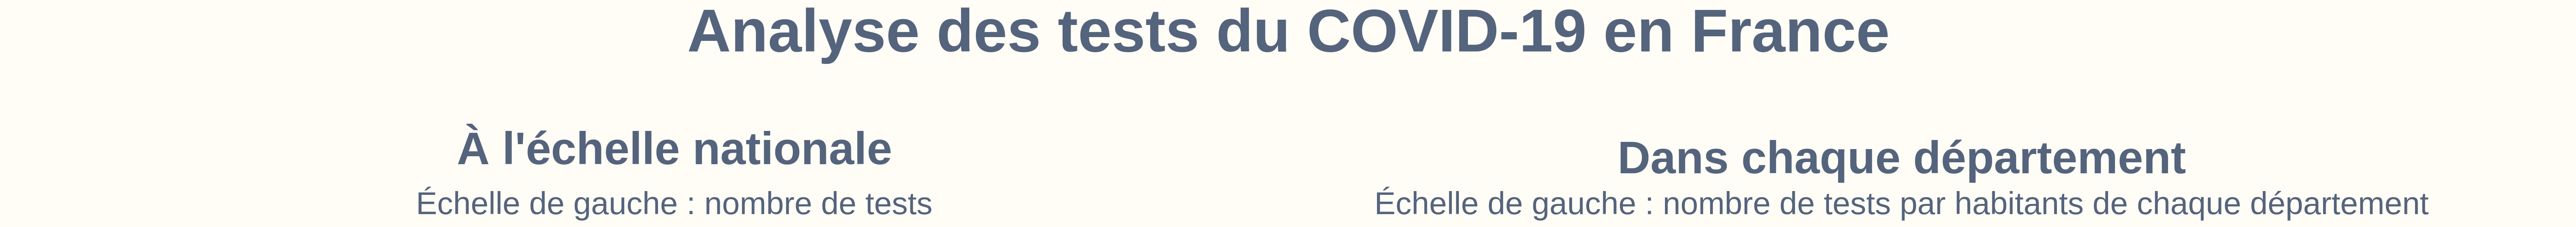 Analyse des tests du COVID-19 en France
À l'échelle nationale
Échelle de gauche : nombre de tests
Dans chaque département
Échelle de gauche : nombre de tests par habitants de chaque département